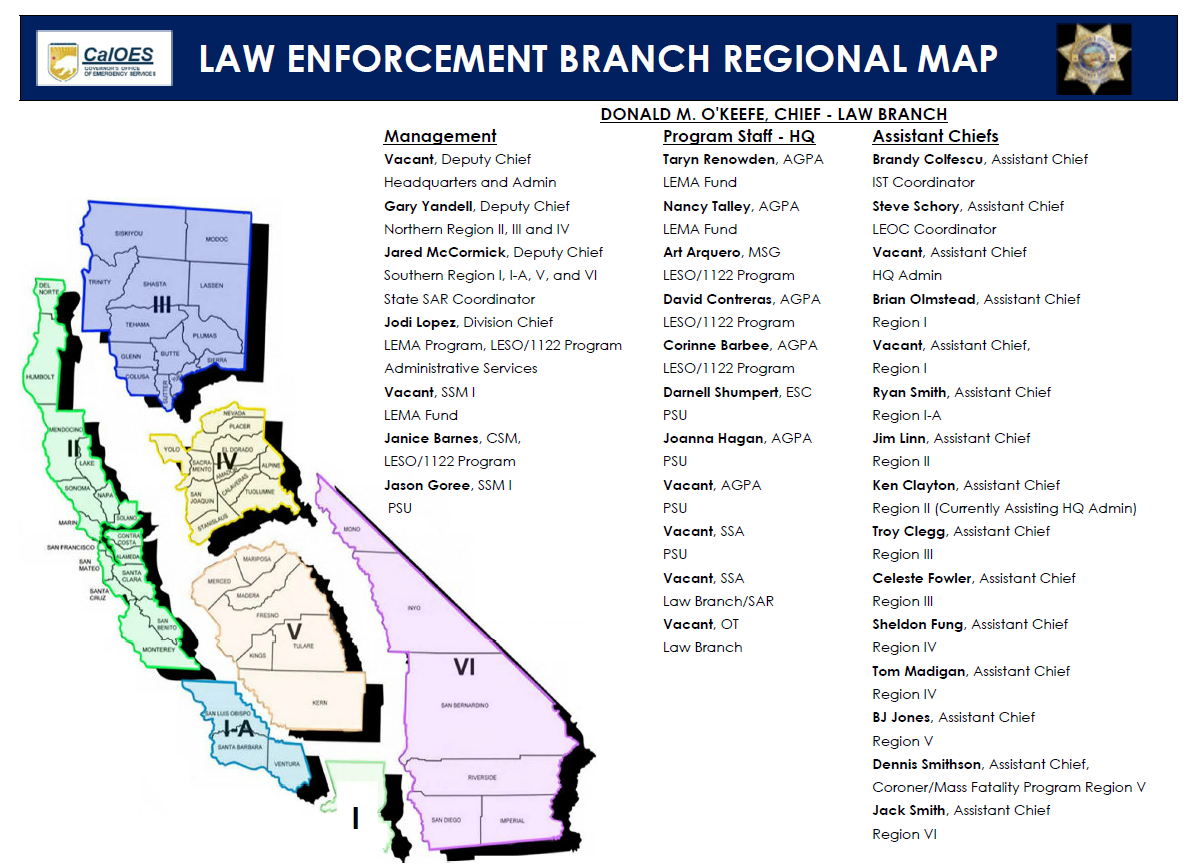 CalOES
GOVERNOR'S OFFICE
OF EMERGENCY SERVICES
LAW ENFORCEMENT BRANCH REGIONAL MAP
DONALD M. O'KEEFE, CHIEF - LAW BRANCH
Management
Vacant, Deputy Chief
Headquarters and Admin
Gary Yandell, Deputy Chief
Northern Region II, III and IV
Jared McCormick, Deputy Chief
Southern Region I, I-A, V, and VI
State SAR Coordinator
Jodi Lopez, Division Chief
LEMA Program, LESO/1122 Program
Administrative Services
Vacant, SSM I
LEMA Fund
Janice Barnes, CSM,
LESO/1122 Program
Jason Goree, SSM I
PSU
Program Staff - HQ
Taryn Renowden, AGPA
LEMA Fund
Nancy Talley, AGPA
LEMA Fund
Art Arquero, MSG
LESO/1122 Program
David Contreras, AGPA
LESO/1122 Program
Corinne Barbee, AGPA
LESO/1122 Program
Darnell Shumpert, ESC
PSU
Joanna Hagan, AGPA
PSU
Vacant, AGPA
PSU
Vacant, SSA
PSU
Vacant, SSA
Law Branch/SAR
Vacant, OT
Law Branch
Assistant Chiefs
Brandy Colfescu, Assistant Chief
IST Coordinator
Steve Schory, Assistant Chief
LEOC Coordinator
Vacant, Assistant Chief
HQ Admin
Brian Olmstead, Assistant Chief
Region I
Vacant, Assistant Chief,
Region I
Ryan Smith, Assistant Chief
Region I-A
Jim Linn, Assistant Chief
Region II
Ken Clayton, Assistant Chief
Region II (Currently Assisting HQ Admin)
Troy Clegg, Assistant Chief
Region III
Celeste Fowler, Assistant Chief
Region III
Sheldon Fung, Assistant Chief
Region IV
Tom Madigan, Assistant Chief
Region IV
BJ Jones, Assistant Chief
Region V
Dennis Smithson, Assistant Chief,
Coroner/Mass Fatality Program Region V
Jack Smith, Assistant Chief
Region VI
SISKIYOU
MODOC
TRINITY
SHASTA
LASSEN
III
TEHAMA
PLUMAS
GLENN
BUTTE
SIERRA
COLUSA
SUTTER
DEL
NORTE
HUMBOLT
MENDOCINO
II
LAKE
SONOMA
NAPA
MARIN
SOLANO
CONTRA
COSTA
SAN FRANCISCO
ALAMEDA
SAN
MATEO
SANTA
CLARA
SANTA
CRUZ
SAN
BENITO
MONTEREY
NEVADA
PLACER
YOLO
EL DORADO
IV
SACRA
MENTO
AMADOR
ALPINE
CALAVERAS
SAN
JOAQUIN
TUOLUMNE
STANISLAUS
MARIPOSA
MERCED
MADERA
FRESNO
V
KINGS
TULARE
KERN
MONO
INYO
VI
SAN BERNARDINO
RIVERSIDE
SAN DIEGO
IMPERIAL
SAN LUIS OBISPO
I-A
SANTA BARBARA
VENTURA
I